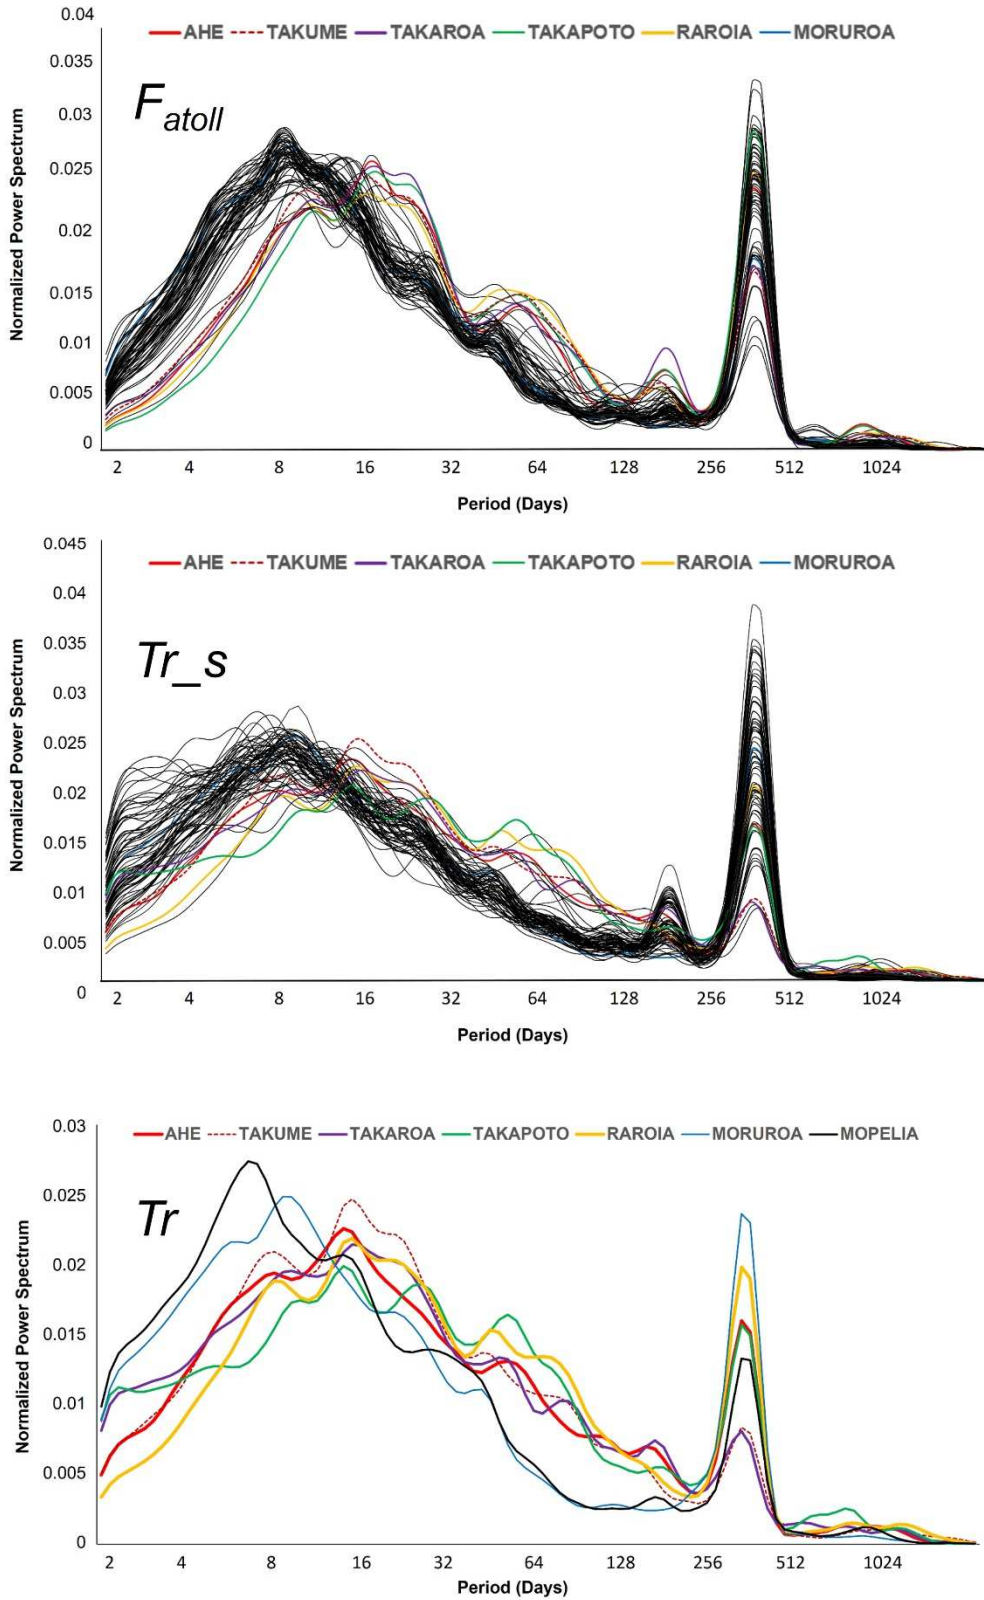 0.04
AHE TAKUME TAKAROA TAKAPOTO RAROIA MORUROA
0.035
0.03
0.025
0.02
0.015
0.01
0.005
0
Normalized Power Spectrum
F atoll
2 4 8 16 32 64 128 256 512 1024
Period (Days)
0.045
AHE TAKUME TAKAROA TAKAPOTO RAROIA MORUROA
0.04
0.035
0.03
0.025
0.02
0.015
0.01
0.005
0
Normalized Power Spectrum
Tr_s
2 4 8 16 32 64 128 256 512 1024
Period (Days)
0.03
AHE TAKUME TAKAROA TAKAPOTO RAROIA MORUROA MOPELIA
0.025
0.02
0.015
0.01
0.005
0
Normalized Power Spectrum
Tr
2 4 8 16 32 64 128 256 512 1024
Period (Days)